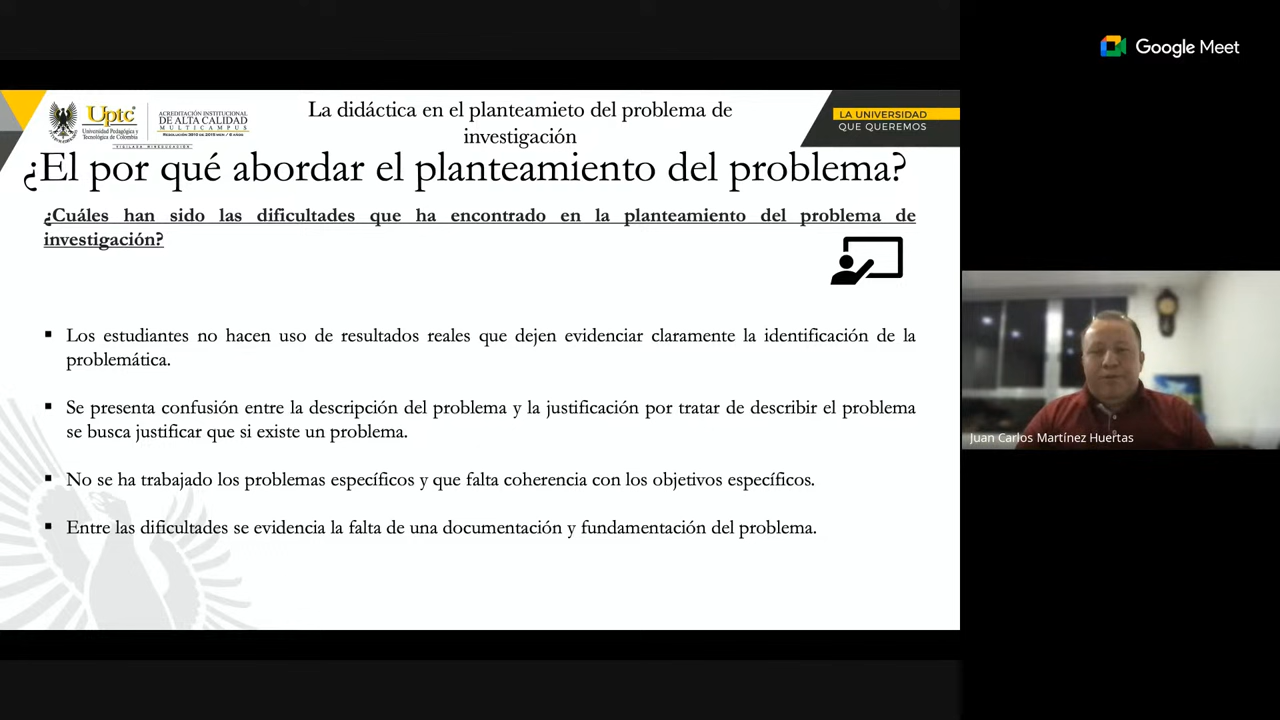 Google Meet
Uptc
Universidad Pedagógica y
Tecnológica de Colombia
ACREDITACIÓN INSTITUCIONAL
DE ALTA CALIDAD
MULTICAMPUS
La didáctica en el planteamieto del problema de
investigación
LA UNIVERSIDAD
QUE QUEREMOS
¿El por qué abordar el planteamiento del problema?
¿Cuáles han sido las dificultades que ha encontrado en la planteamiento del problema de
investigación?
▪ Los estudiantes no hacen uso de resultados reales que dejen evidenciar claramente la identificación de la
problemática.
▪ Se presenta confusión entre la descripción del problema y la justificación por tratar de describir el problema
se busca justificar que si existe un problema.
▪ No se ha trabajado los problemas específicos y que falta coherencia con los objetivos específicos.
▪ Entre las dificultades se evidencia la falta de una documentación y fundamentación del problema.
Juan Carlos Martínez Huertas